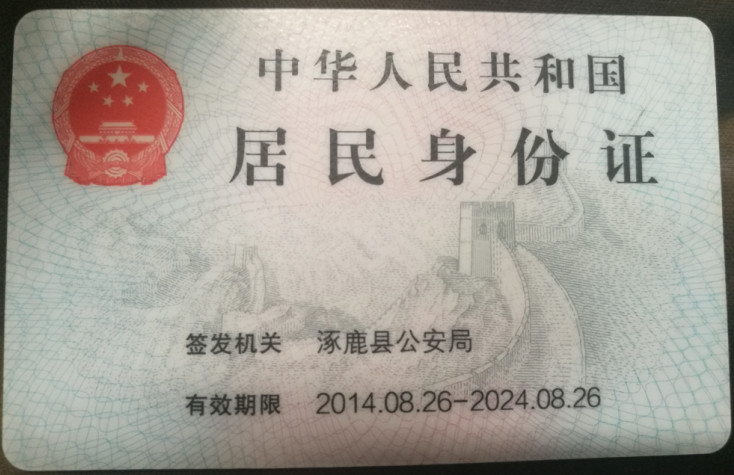 中华人民共和国
居民身份证
签发机关 涿鹿县公安局
有效期限 2014.08.26-2024.08.26